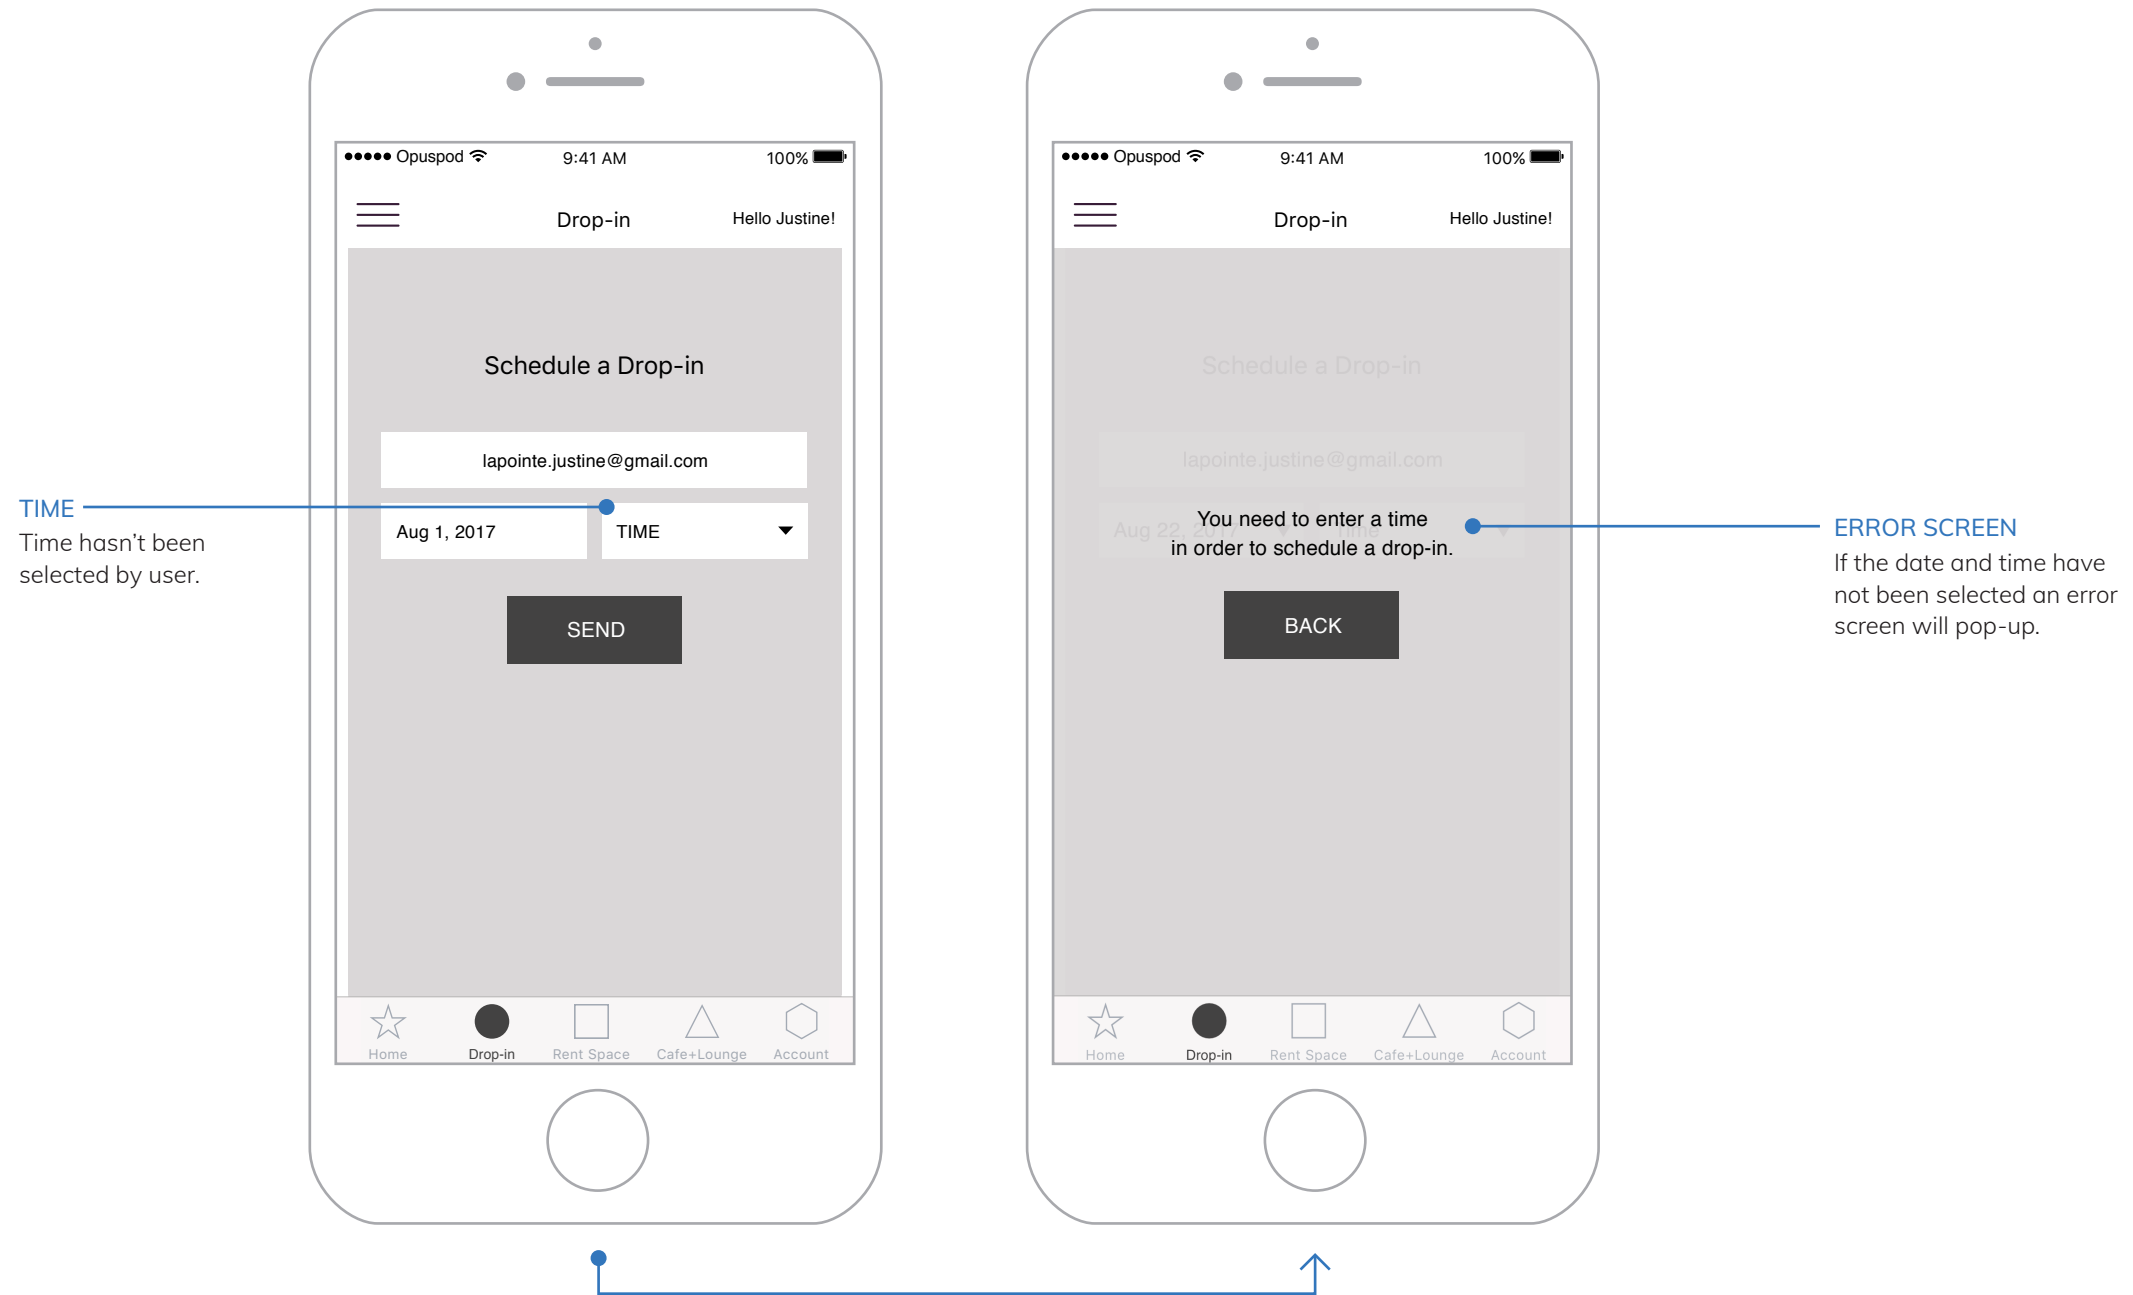 Opuspod 9:41 AM 100%
Drop-in Hello Justine!
Schedule a Drop-in
lapointe.justine@gmail.com
Aug 1, 2017 TIME
SEND
Home Drop-in Rent Space Cafe+Lounge Account
TIME
Time hasn't been
selected by user.
Opuspod 9:41 AM 100%
Drop-in Hello Justine!
Schedule a Drop-in
lapointe.justine@gmail.com
Aug 22, 2017 Time
You need to enter a time
in order to schedule a drop-in.
BACK
Home Drop-in Rent Space Cafe+Lounge Account
ERROR SCREEN
If the date and time have
not been selected an error
screen will pop-up.